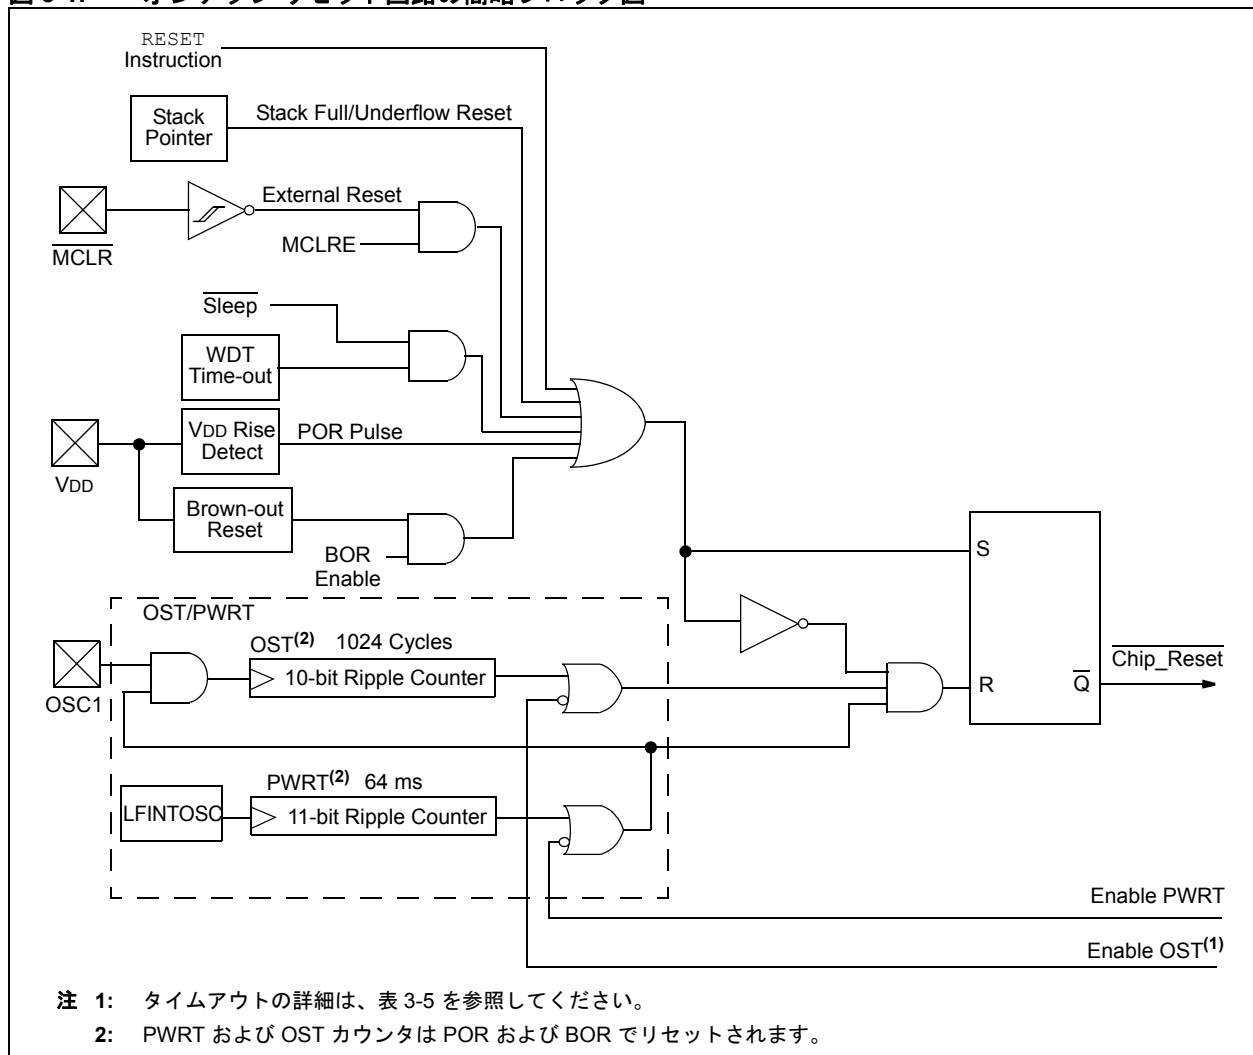 RESET
Instruction
Stack
Pointer
Stack Full/Underflow Reset
External Reset
MCLR
MCLRE
Sleep
WDT
Time-out
VDD
VDD Rise
Detect
POR Pulse
Brown-out
Reset
BOR
Enable
S
R
Q
Chip_Reset
OST/PWRT
OST(2) 1024 Cycles
10-bit Ripple Counter
OSC1
PWRT(2) 64 ms
LFINTOSC
11-bit Ripple Counter
Enable PWRT
Enable OST(1)
注 1: タイムアウトの詳細は、表 3-5 を参照してください。
2: PWRT および OST カウンタは POR および BOR でリセットされます。